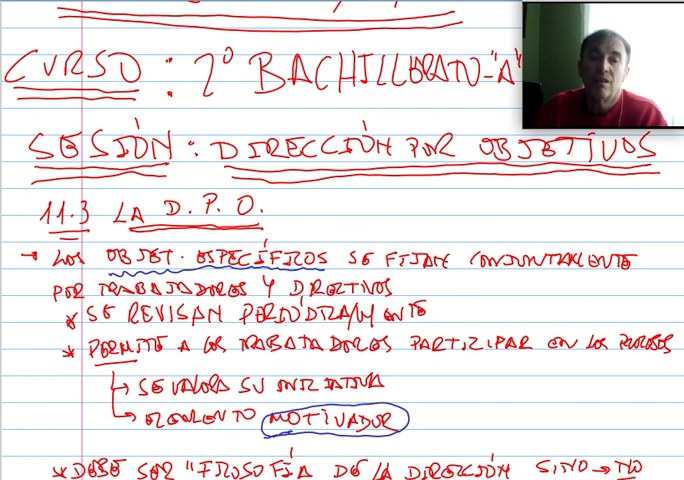 CURSO: 2º BACHILLERATO-"A"
SESIÓN: DIRECCIÓN POR OBJETIVOS
11.3 LA D.P.O.
→ LOS OBJET. ESPECÍFICOS SE FIJAN CONJUNTAMENTE
POR TRABAJADORES Y DIRECTIVOS
* SE REVISAN PERIÓDICAMENTE
* PERMITE A LOS TRABAJADORES PARTICIPAR EN LOS PROCESOS
→ SE VALORA SU INICIATIVA
→ ELEMENTO MOTIVADOR
* DEBE SER "FILOSOFÍA DE LA DIRECCIÓN SINO → NO